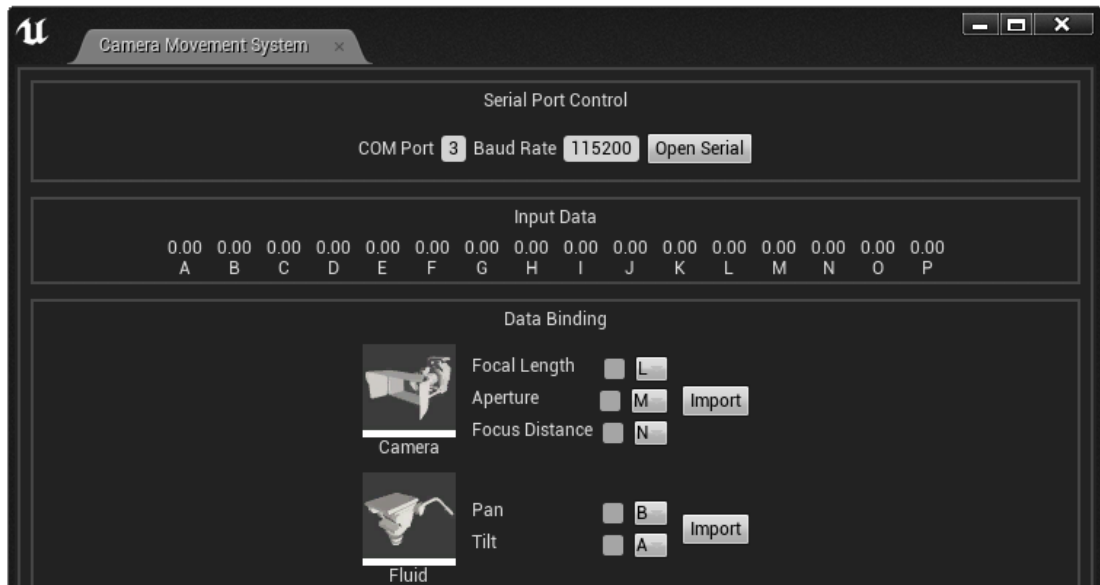 Camera Movement System
Serial Port Control
COM Port 3 Baud Rate 115200 Open Serial
Input Data
0.00 0.00 0.00 0.00 0.00 0.00 0.00 0.00 0.00 0.00 0.00 0.00 0.00 0.00 0.00 0.00
A B C D E F G H I J K L M N O P
Data Binding
Focal Length L
Aperture M Import
Focus Distance N
Camera
Pan B
Import
Tilt A
Fluid